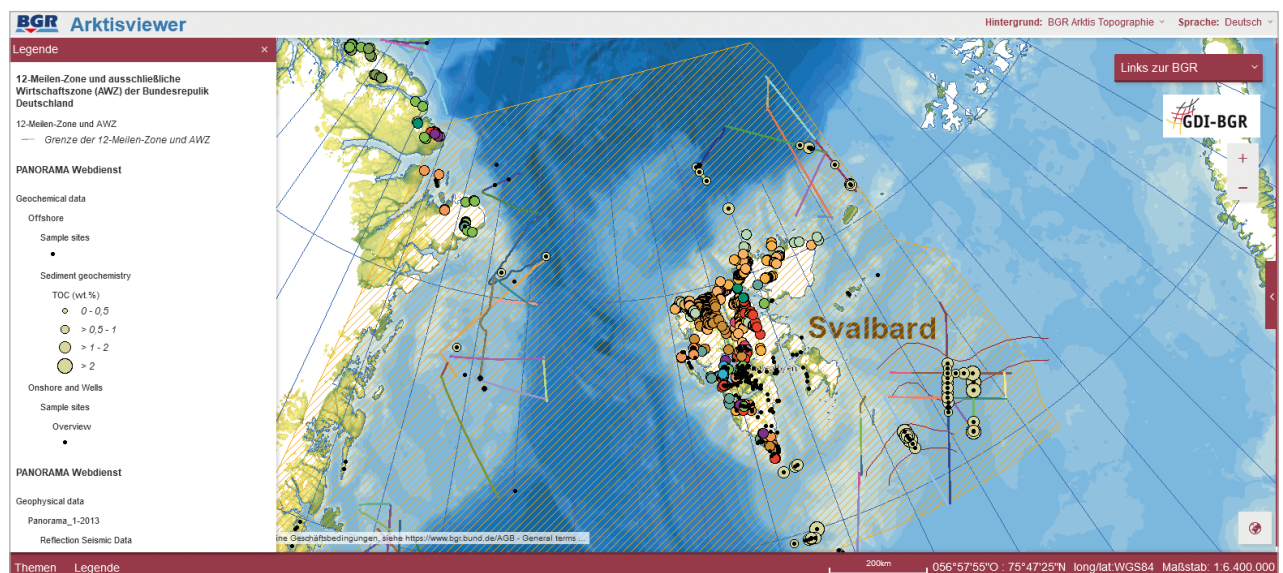 BGR Arktisviewer
Hintergrund: BGR Arktis Topographie Sprache: Deutsch
Legende ×
12-Meilen-Zone und ausschließliche
Wirtschaftszone (AWZ) der Bundesrepulik
Deutschland
12-Meilen-Zone und AWZ
Grenze der 12-Meilen-Zone und AWZ
PANORAMA Webdienst
Geochemical data
Offshore
Sample sites
Sediment geochemistry
TOC (wt.%)
0 - 0,5
> 0,5 - 1
> 1 - 2
> 2
Onshore and Wells
Sample sites
Overview
PANORAMA Webdienst
Geophysical data
Panorama_1-2013
Reflection Seismic Data
Links zur BGR
GDI-BGR
+
−
Svalbard
ine Geschäftsbedingungen, siehe https://www.bgr.bund.de/AGB - General terms ...
Themen Legende
200km 056°57'55"O : 75°47'25"N long/lat:WGS84 Maßstab: 1:6.400.000